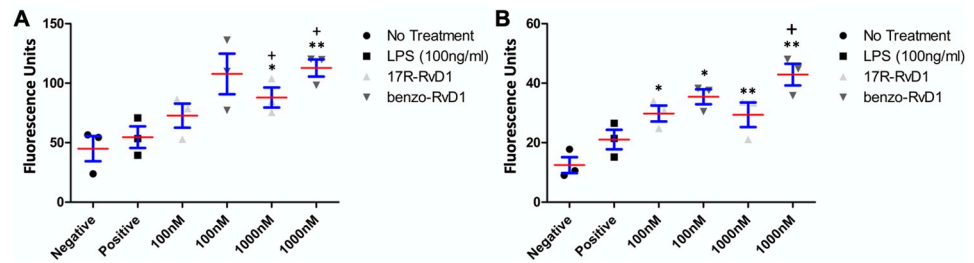 A
Fluorescence Units
150
100
50
0
+
*
+
**
Negative
Positive
100nM
100nM
1000nM
1000nM
No Treatment
LPS (100ng/ml)
17R-RvD1
benzo-RvD1
B
Fluorescence Units
60
40
20
0
*
*
**
+
**
Negative
Positive
100nM
100nM
1000nM
1000nM
No Treatment
LPS (100ng/ml)
17R-RvD1
benzo-RvD1